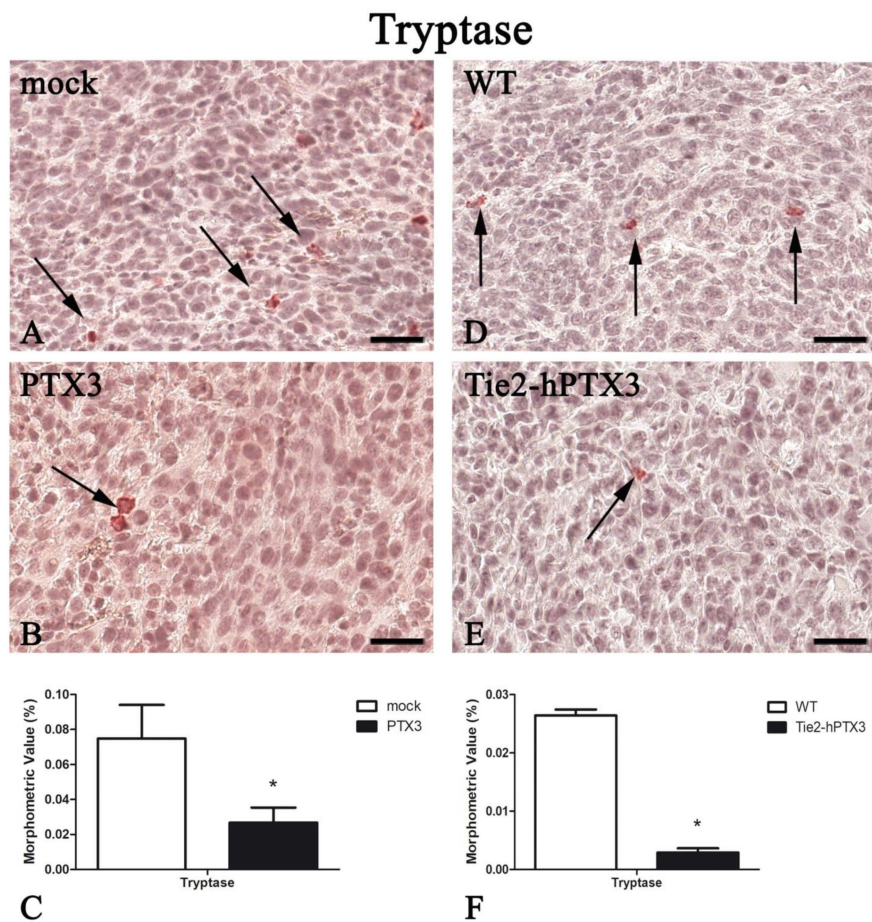 Tryptase
mock
A
WT
D
PTX3
B
Tie2-hPTX3
E
Morphometric Value (%)
0.10
0.08
0.06
0.04
0.02
0.00
*
mock
PTX3
Tryptase
C
Morphometric Value (%)
0.03
0.02
0.01
0.00
*
WT
Tie2-hPTX3
Tryptase
F